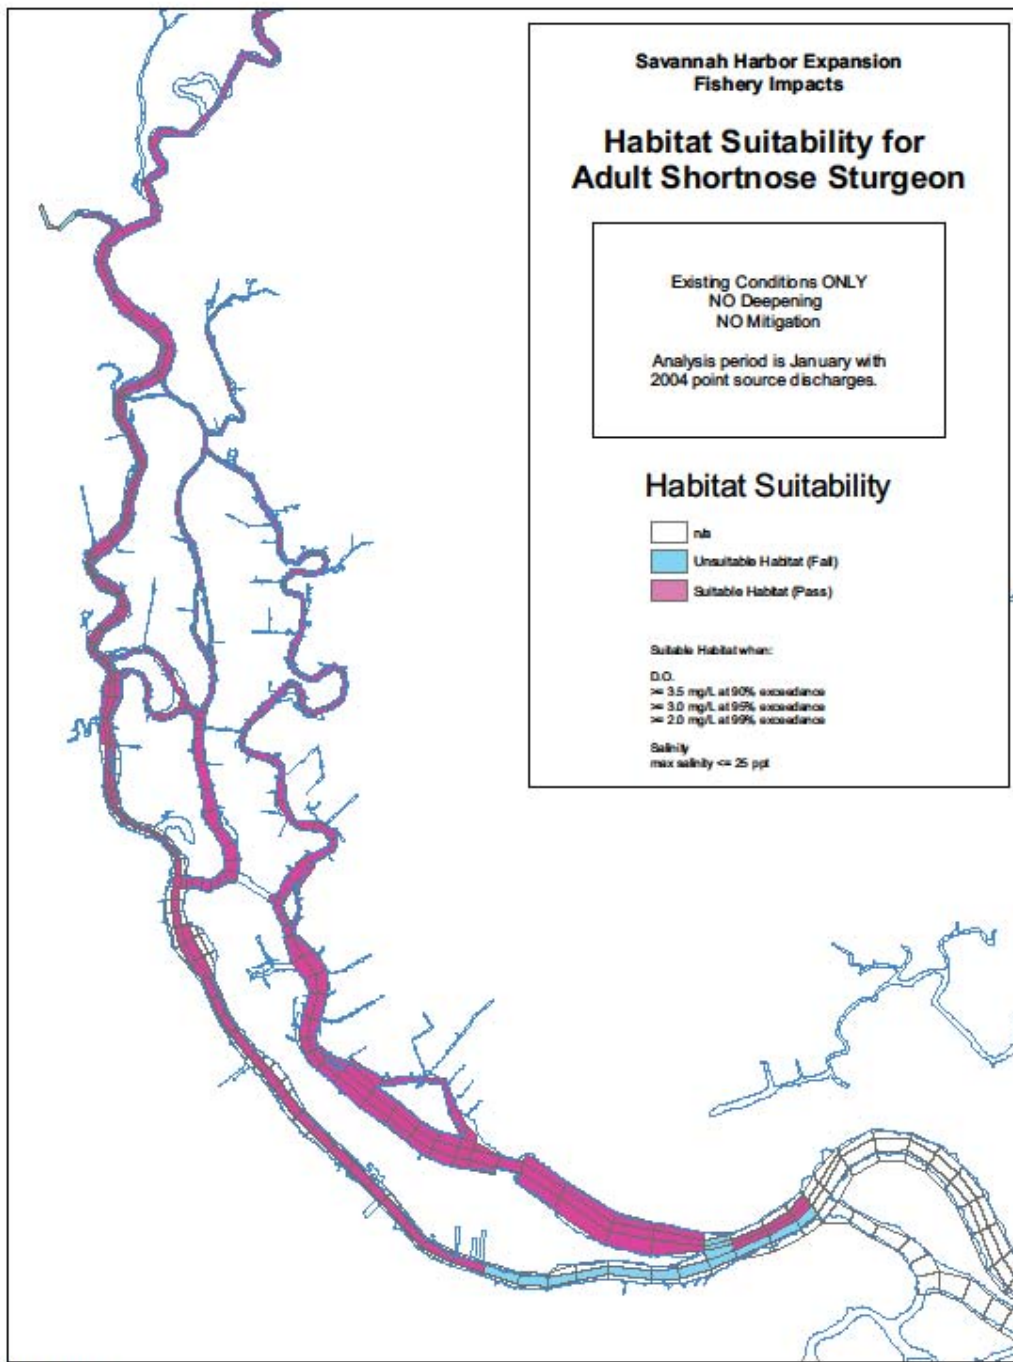 Savannah Harbor Expansion
Fishery Impacts
Habitat Suitability for
Adult Shortnose Sturgeon
Existing Conditions ONLY
NO Deepening
NO Mitigation
Analysis period is January with
2004 point source discharges.
Habitat Suitability
n/a
Unsuitable Habitat (Fail)
Suitable Habitat (Pass)
Suitable Habitat when:
D.O.
>= 3.5 mg/L at 90% exceedance
>= 3.0 mg/L at 95% exceedance
>= 2.0 mg/L at 99% exceedance
Salinity
max salinity <= 25 ppt